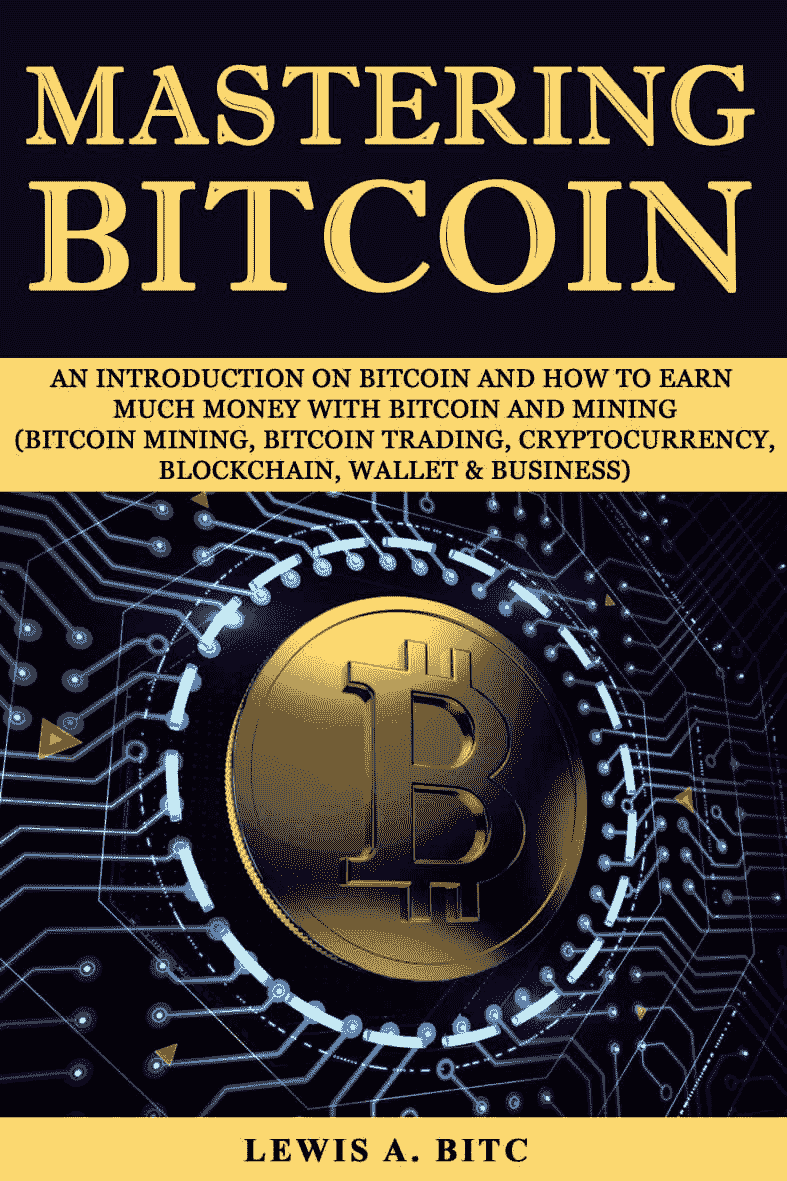 MASTERING
BITCOIN
AN INTRODUCTION ON BITCOIN AND HOW TO EARN
MUCH MONEY WITH BITCOIN AND MINING
(BITCOIN MINING, BITCOIN TRADING, CRYPTOCURRENCY,
BLOCKCHAIN, WALLET & BUSINESS)
LEWIS A. BITC